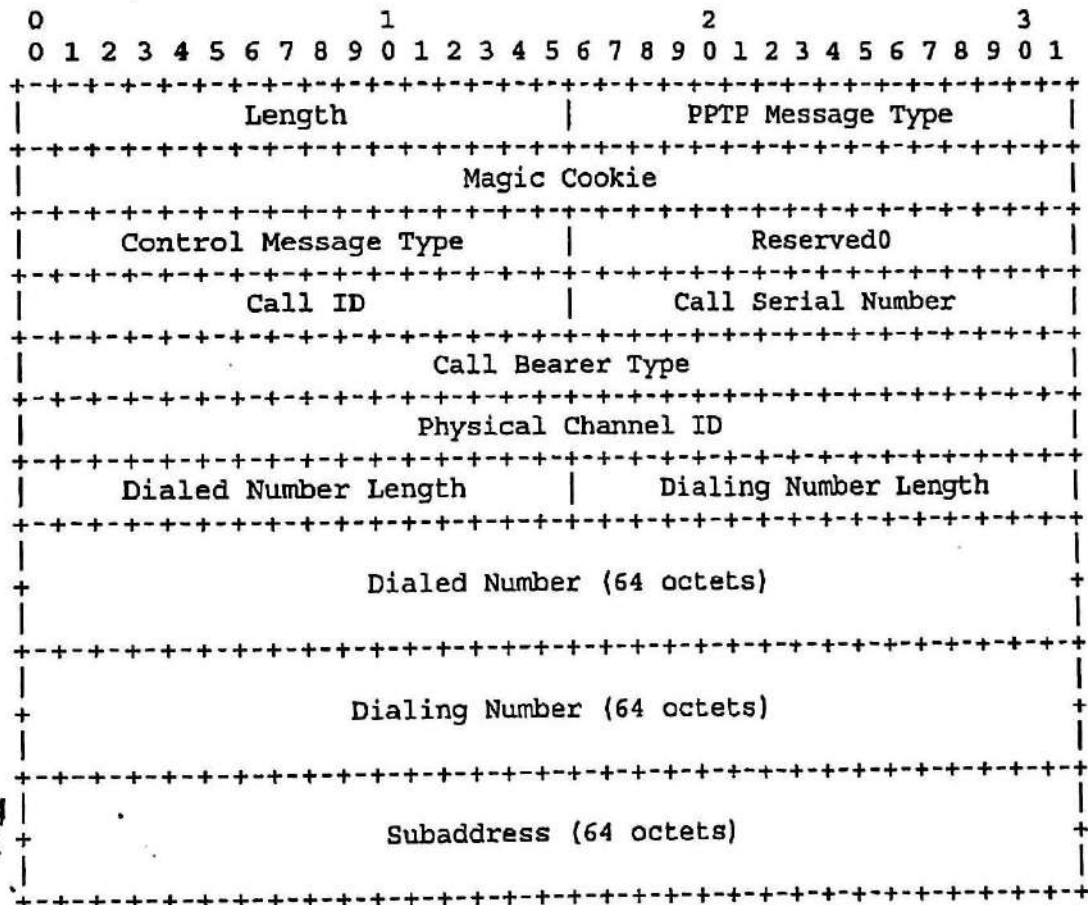 0                   1                   2                   3
0 1 2 3 4 5 6 7 8 9 0 1 2 3 4 5 6 7 8 9 0 1 2 3 4 5 6 7 8 9 0 1
+-+-+-+-+-+-+-+-+-+-+-+-+-+-+-+-+-+-+-+-+-+-+-+-+-+-+-+-+-+-+-+-+
| Length | PPTP Message Type |
+-+-+-+-+-+-+-+-+-+-+-+-+-+-+-+-+-+-+-+-+-+-+-+-+-+-+-+-+-+-+-+-+
| Magic Cookie |
+-+-+-+-+-+-+-+-+-+-+-+-+-+-+-+-+-+-+-+-+-+-+-+-+-+-+-+-+-+-+-+-+
| Control Message Type | Reserved0 |
+-+-+-+-+-+-+-+-+-+-+-+-+-+-+-+-+-+-+-+-+-+-+-+-+-+-+-+-+-+-+-+-+
| Call ID | Call Serial Number |
+-+-+-+-+-+-+-+-+-+-+-+-+-+-+-+-+-+-+-+-+-+-+-+-+-+-+-+-+-+-+-+-+
| Call Bearer Type |
+-+-+-+-+-+-+-+-+-+-+-+-+-+-+-+-+-+-+-+-+-+-+-+-+-+-+-+-+-+-+-+-+
| Physical Channel ID |
+-+-+-+-+-+-+-+-+-+-+-+-+-+-+-+-+-+-+-+-+-+-+-+-+-+-+-+-+-+-+-+-+
| Dialed Number Length | Dialing Number Length |
+-+-+-+-+-+-+-+-+-+-+-+-+-+-+-+-+-+-+-+-+-+-+-+-+-+-+-+-+-+-+-+-+
| |
+ Dialed Number (64 octets) +
| |
+-+-+-+-+-+-+-+-+-+-+-+-+-+-+-+-+-+-+-+-+-+-+-+-+-+-+-+-+-+-+-+-+
| |
+ Dialing Number (64 octets) +
| |
+-+-+-+-+-+-+-+-+-+-+-+-+-+-+-+-+-+-+-+-+-+-+-+-+-+-+-+-+-+-+-+-+
| |
+ Subaddress (64 octets) +
| |
+-+-+-+-+-+-+-+-+-+-+-+-+-+-+-+-+-+-+-+-+-+-+-+-+-+-+-+-+-+-+-+-+